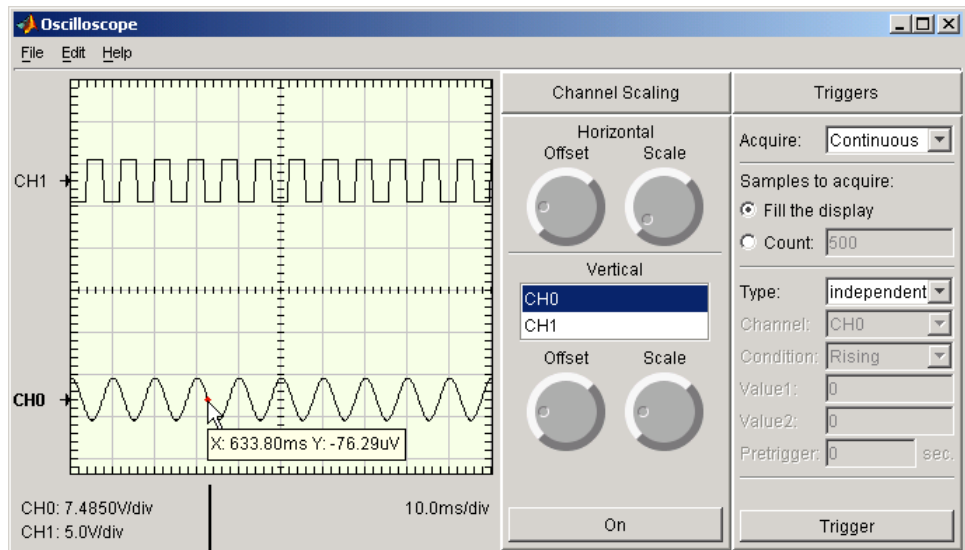 Oscilloscope
File Edit Help
CH1
CH0
X: 633.80ms Y: -76.29uV
CH0: 7.4850V/div
CH1: 5.0V/div
10.0ms/div
Channel Scaling
Horizontal
Offset Scale
Vertical
CH0
CH1
Offset Scale
On
Triggers
Acquire: Continuous
Samples to acquire:
Fill the display
Count: 500
Type: independent
Channel: CH0
Condition: Rising
Value1: 0
Value2: 0
Pretrigger: 0 sec.
Trigger